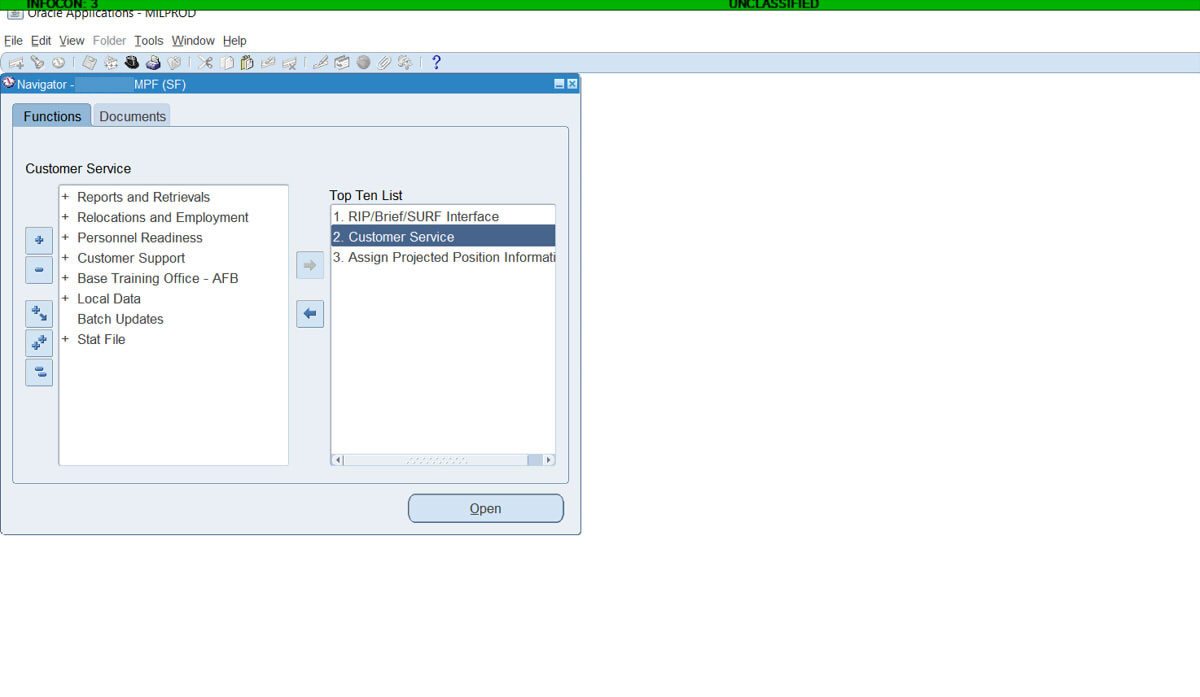 INFOCON: 3 UNCLASSIFIED
Oracle Applications - MILPROD
File Edit View Folder Tools Window Help
?
Navigator - MPF (SF)
Functions Documents
Customer Service
+ Reports and Retrievals
+ Relocations and Employment
+ Personnel Readiness
+ Customer Support
+ Base Training Office - AFB
+ Local Data
Batch Updates
+ Stat File
Top Ten List
1. RIP/Brief/SURF Interface
2. Customer Service
3. Assign Projected Position Informati
Open